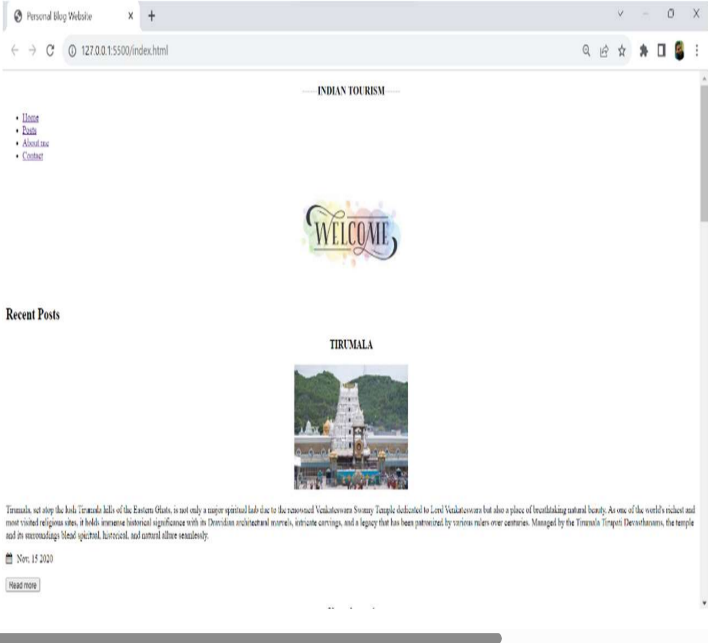 Personal Blog Website
127.0.0.1:5500/index.html
INDIAN TOURISM
Home
Posts
About me
Contact
WELCOME
Recent Posts
TIRUMALA
Tirumala, set atop the lush Tirumala hills of the Eastern Ghats, is not only a major spiritual hub due to the renowned Venkateswara Swamy Temple dedicated to Lord Venkateswara but also a place of breathtaking natural beauty. As one of the world's richest and
most visited religious sites, it holds immense historical significance with its Dravidian architectural marvels, intricate carvings, and a legacy that has been patronized by various rulers over centuries. Managed by the Tirumala Tirupati Devasthanams, the temple
and its surroundings blend spiritual, historical, and natural allure seamlessly.
Nov, 15 2020
Read more